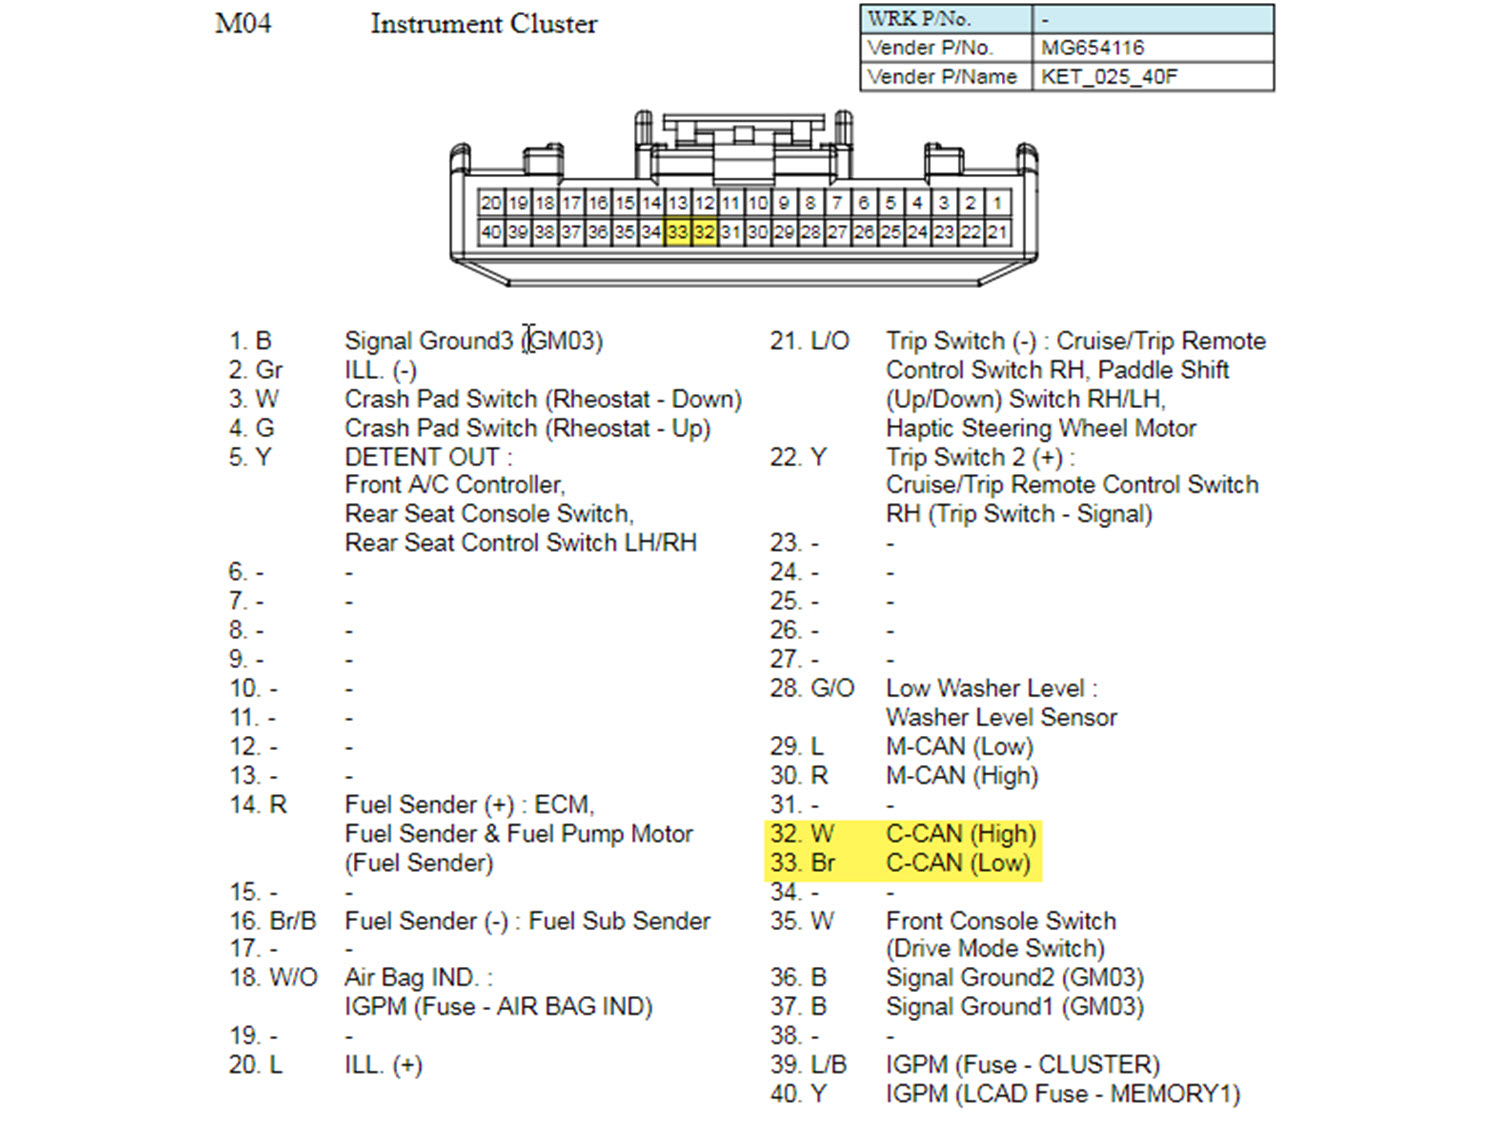 M04 Instrument Cluster
WRK P/No. -
Vender P/No. MG654116
Vender P/Name KET_025_40F
20 19 18 17 16 15 14 13 12 11 10 9 8 7 6 5 4 3 2 1
40 39 38 37 36 35 34 33 32 31 30 29 28 27 26 25 24 23 22 21
1. B Signal Ground3 (GM03)
2. Gr ILL. (-)
3. W Crash Pad Switch (Rheostat - Down)
4. G Crash Pad Switch (Rheostat - Up)
5. Y DETENT OUT :
Front A/C Controller,
Rear Seat Console Switch,
Rear Seat Control Switch LH/RH
6. - -
7. - -
8. - -
9. - -
10. - -
11. - -
12. - -
13. - -
14. R Fuel Sender (+) : ECM,
Fuel Sender & Fuel Pump Motor
(Fuel Sender)
15. - -
16. Br/B Fuel Sender (-) : Fuel Sub Sender
17. - -
18. W/O Air Bag IND. :
IGPM (Fuse - AIR BAG IND)
19. - -
20. L ILL. (+)
21. L/O Trip Switch (-) : Cruise/Trip Remote
Control Switch RH, Paddle Shift
(Up/Down) Switch RH/LH,
Haptic Steering Wheel Motor
22. Y Trip Switch 2 (+) :
Cruise/Trip Remote Control Switch
RH (Trip Switch - Signal)
23. - -
24. - -
25. - -
26. - -
27. - -
28. G/O Low Washer Level :
Washer Level Sensor
29. L M-CAN (Low)
30. R M-CAN (High)
31. - -
32. W C-CAN (High)
33. Br C-CAN (Low)
34. - -
35. W Front Console Switch
(Drive Mode Switch)
36. B Signal Ground2 (GM03)
37. B Signal Ground1 (GM03)
38. - -
39. L/B IGPM (Fuse - CLUSTER)
40. Y IGPM (LCAD Fuse - MEMORY1)